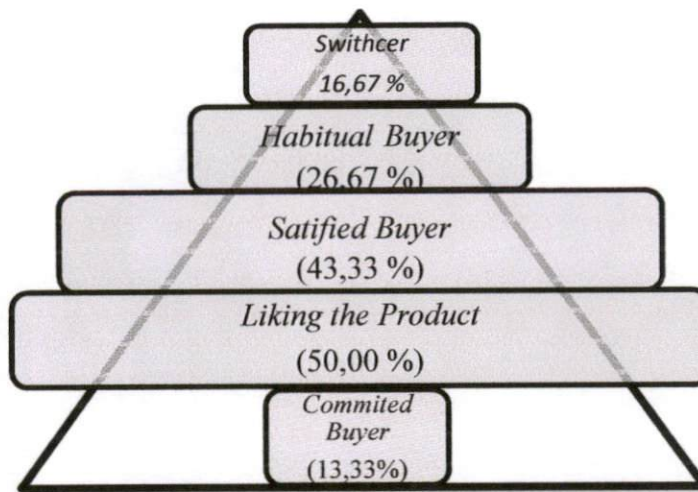 Swithcer
16,67 %
Habitual Buyer
(26,67 %)
Satified Buyer
(43,33 %)
Liking the Product
(50,00 %)
Commited
Buyer
(13,33%)